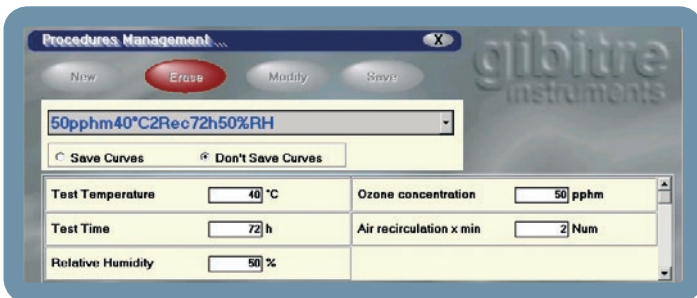 Procedures Management ... X
gibitre
instruments
New Erase Modify Save
50pphm40°C2Rec72h50%RH
Save Curves Don't Save Curves
Test Temperature 40 °C Ozone concentration 50 pphm
Test Time 72 h Air recirculation x min 2 Num
Relative Humidity 50 %